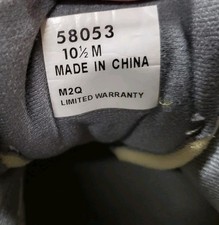 58053
10½ M
MADE IN CHINA
M2Q
LIMITED WARRANTY